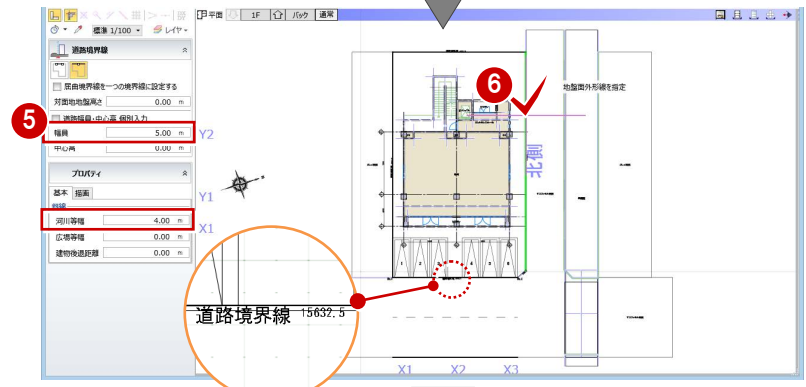 平面 1F バック 通常
標準 1/100 レイヤ
道路境界線
屈曲境界線を一つの境界線に設定する
対面地地盤高さ 0.00 m
道路幅員・中心高 個別入力
5
幅員 5.00 m
中心高 0.00 m
プロパティ
基本 描画
河川等幅 4.00 m
広場等幅 0.00 m
建物後退距離 0.00 m
6
地盤面外形線を指定
北側
Y2
Y1
X1
道路境界線 15632.5
X1 X2 X3